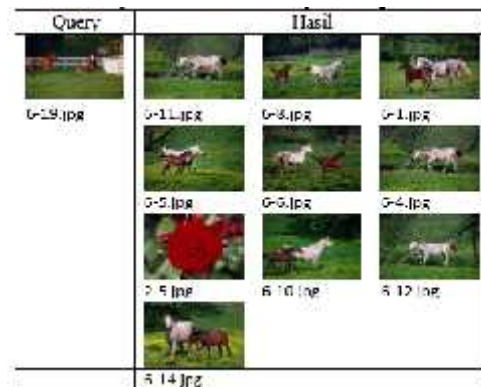 Query Hasil
6-19.jpg 6-11.jpg 6-8.jpg 6-1.jpg
6-5.jpg 6-6.jpg 6-4.jpg
2-5.jpg 6-10.jpg 6-12.jpg
6-14.jpg